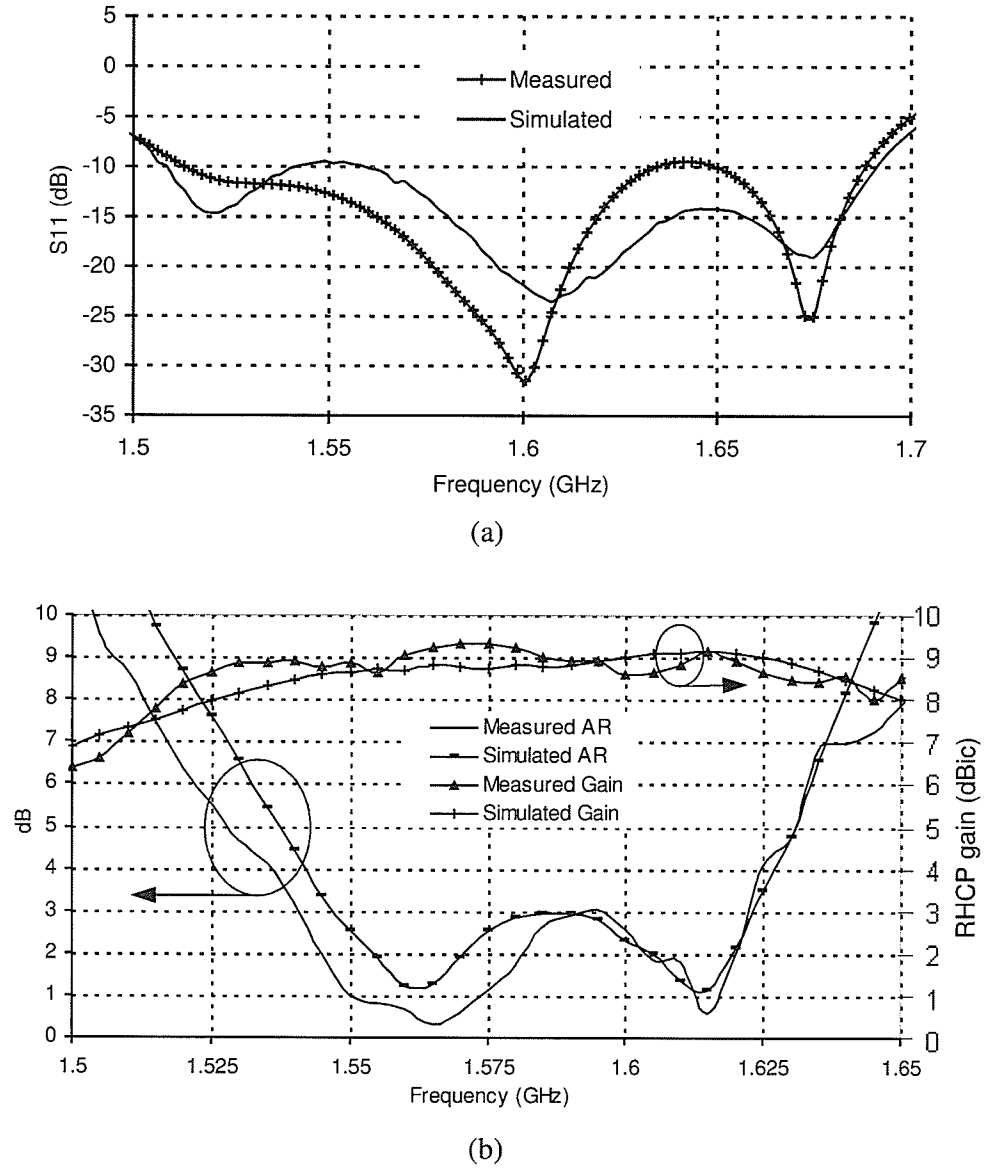 5
0
-5
-10
-15
-20
-25
-30
-35
S11 (dB)
Measured
Simulated
1.5 1.55 1.6 1.65 1.7
Frequency (GHz)
(a)
10
9
8
7
6
5
4
3
2
1
0
dB
Measured AR
Simulated AR
Measured Gain
Simulated Gain
10
9
8
7
6
5
4
3
2
1
0
RHCP gain (dBic)
1.5 1.525 1.55 1.575 1.6 1.625 1.65
Frequency (GHz)
(b)